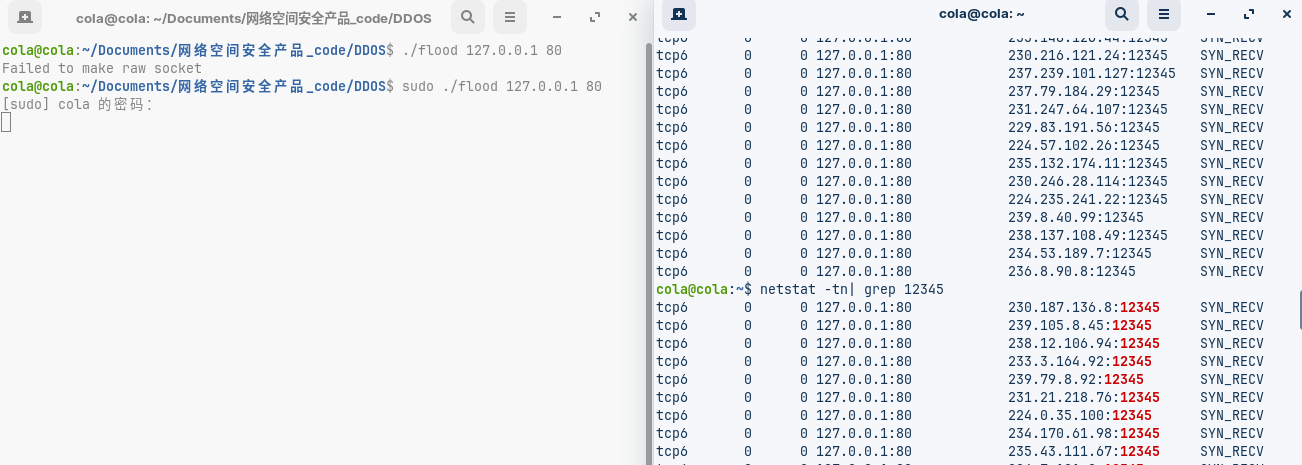 cola@cola: ~/Documents/网络空间安全产品_code/DDOS
cola@cola:~/Documents/网络空间安全产品_code/DDOS$ ./flood 127.0.0.1 80
Failed to make raw socket
cola@cola:~/Documents/网络空间安全产品_code/DDOS$ sudo ./flood 127.0.0.1 80
[sudo] cola 的密码：
cola@cola: ~
tcp6 0 0 127.0.0.1:80 230.216.121.24:12345 SYN_RECV
tcp6 0 0 127.0.0.1:80 237.239.101.127:12345 SYN_RECV
tcp6 0 0 127.0.0.1:80 237.79.184.29:12345 SYN_RECV
tcp6 0 0 127.0.0.1:80 231.247.64.107:12345 SYN_RECV
tcp6 0 0 127.0.0.1:80 229.83.191.56:12345 SYN_RECV
tcp6 0 0 127.0.0.1:80 224.57.102.26:12345 SYN_RECV
tcp6 0 0 127.0.0.1:80 235.132.174.11:12345 SYN_RECV
tcp6 0 0 127.0.0.1:80 230.246.28.114:12345 SYN_RECV
tcp6 0 0 127.0.0.1:80 224.235.241.22:12345 SYN_RECV
tcp6 0 0 127.0.0.1:80 239.8.40.99:12345 SYN_RECV
tcp6 0 0 127.0.0.1:80 238.137.108.49:12345 SYN_RECV
tcp6 0 0 127.0.0.1:80 234.53.189.7:12345 SYN_RECV
tcp6 0 0 127.0.0.1:80 236.8.90.8:12345 SYN_RECV
cola@cola:~$ netstat -tn| grep 12345
tcp6 0 0 127.0.0.1:80 230.187.136.8:12345 SYN_RECV
tcp6 0 0 127.0.0.1:80 239.105.8.45:12345 SYN_RECV
tcp6 0 0 127.0.0.1:80 238.12.106.94:12345 SYN_RECV
tcp6 0 0 127.0.0.1:80 233.3.164.92:12345 SYN_RECV
tcp6 0 0 127.0.0.1:80 239.79.8.92:12345 SYN_RECV
tcp6 0 0 127.0.0.1:80 231.21.218.76:12345 SYN_RECV
tcp6 0 0 127.0.0.1:80 224.0.35.100:12345 SYN_RECV
tcp6 0 0 127.0.0.1:80 234.170.61.98:12345 SYN_RECV
tcp6 0 0 127.0.0.1:80 235.43.111.67:12345 SYN_RECV